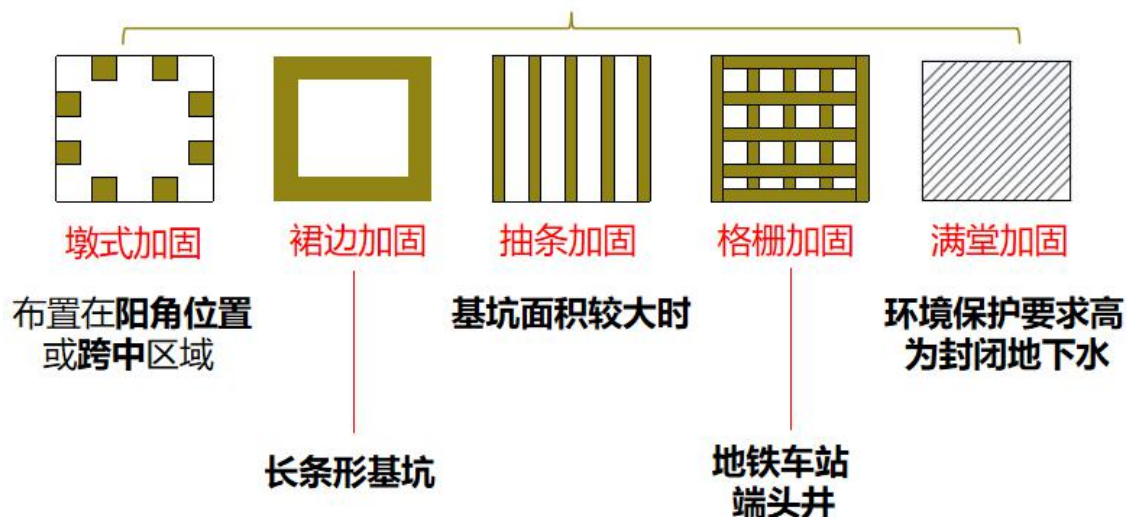 墩式加固
裙边加固
抽条加固
格栅加固
满堂加固
布置在阳角位置
或跨中区域
基坑面积较大时
环境保护要求高
为封闭地下水
长条形基坑
地铁车站
端头井